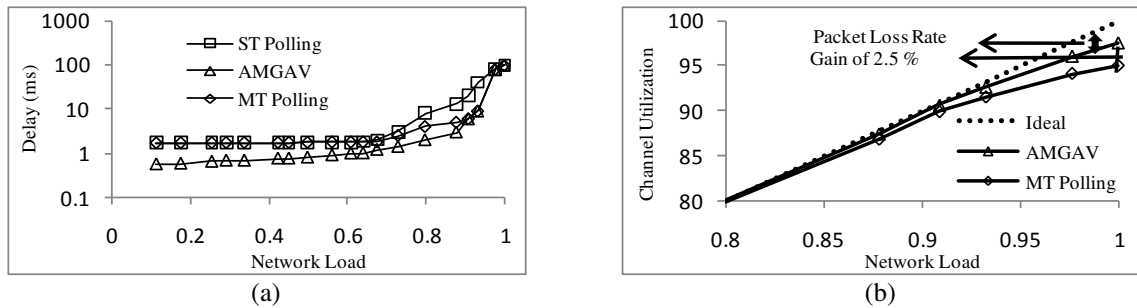 1000
100
10
1
0.1
Delay (ms)
ST Polling
AMGAV
MT Polling
0 0.2 0.4 0.6 0.8 1
Network Load
(a)
100
95
90
85
80
Channel Utilization
Packet Loss Rate
Gain of 2.5 %
Ideal
AMGAV
MT Polling
0.8 0.85 0.9 0.95 1
Network Load
(b)